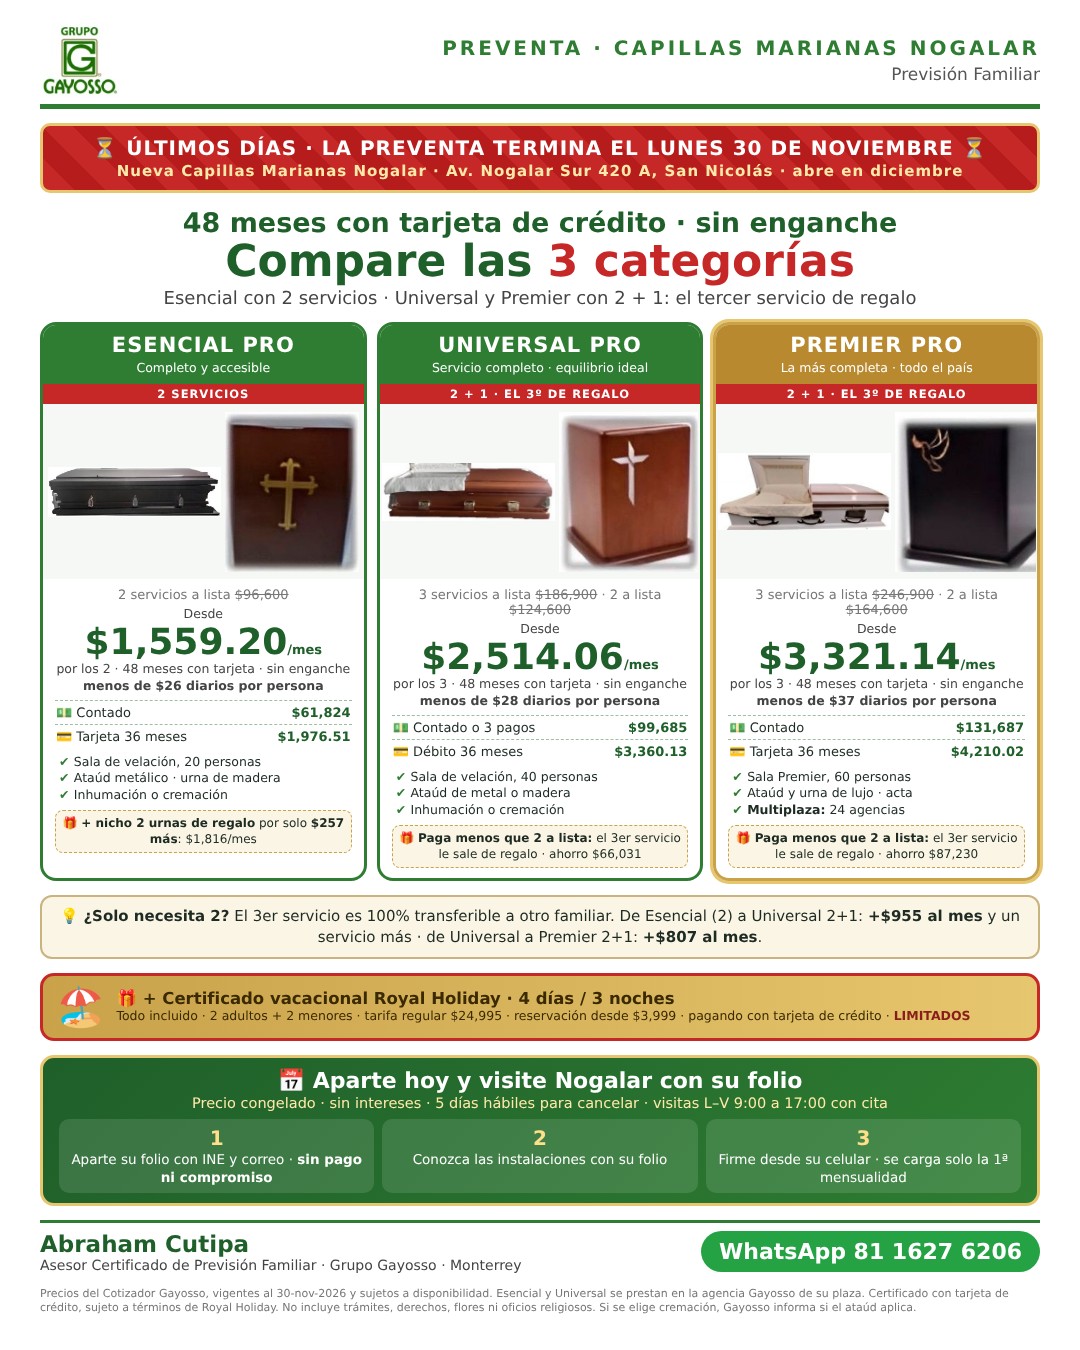 GRUPO
GAYOSSO
PREVENTA · CAPILLAS MARIANAS NOGALAR
Previsión Familiar
⏳ ÚLTIMOS DÍAS · LA PREVENTA TERMINA EL LUNES 30 DE NOVIEMBRE ⏳
Nueva Capillas Marianas Nogalar · Av. Nogalar Sur 420 A, San Nicolás · abre en diciembre
48 meses con tarjeta de crédito · sin enganche
Compare las 3 categorías
Esencial con 2 servicios · Universal y Premier con 2 + 1: el tercer servicio de regalo
ESENCIAL PRO
Completo y accesible
2 SERVICIOS
2 servicios a lista $96,600
Desde
$1,559.20/mes
por los 2 · 48 meses con tarjeta · sin enganche
menos de $26 diarios por persona
💵 Contado $61,824
💳 Tarjeta 36 meses $1,976.51
✔ Sala de velación, 20 personas
✔ Ataúd metálico · urna de madera
✔ Inhumación o cremación
🎁 + nicho 2 urnas de regalo por solo $257
más: $1,816/mes
UNIVERSAL PRO
Servicio completo · equilibrio ideal
2 + 1 · EL 3º DE REGALO
3 servicios a lista $186,900 · 2 a lista
$124,600
Desde
$2,514.06/mes
por los 3 · 48 meses con tarjeta · sin enganche
menos de $28 diarios por persona
💵 Contado o 3 pagos $99,685
💳 Débito 36 meses $3,360.13
✔ Sala de velación, 40 personas
✔ Ataúd de metal o madera
✔ Inhumación o cremación
🎁 Paga menos que 2 a lista: el 3er servicio
le sale de regalo · ahorro $66,031
PREMIER PRO
La más completa · todo el país
2 + 1 · EL 3º DE REGALO
3 servicios a lista $246,900 · 2 a lista
$164,600
Desde
$3,321.14/mes
por los 3 · 48 meses con tarjeta · sin enganche
menos de $37 diarios por persona
💵 Contado $131,687
💳 Tarjeta 36 meses $4,210.02
✔ Sala Premier, 60 personas
✔ Ataúd y urna de lujo · acta
✔ Multiplaza: 24 agencias
🎁 Paga menos que 2 a lista: el 3er servicio
le sale de regalo · ahorro $87,230
💡 ¿Solo necesita 2? El 3er servicio es 100% transferible a otro familiar. De Esencial (2) a Universal 2+1: +$955 al mes y un
servicio más · de Universal a Premier 2+1: +$807 al mes.
🎁 + Certificado vacacional Royal Holiday · 4 días / 3 noches
Todo incluido · 2 adultos + 2 menores · tarifa regular $24,995 · reservación desde $3,999 · pagando con tarjeta de crédito · LIMITADOS
📅 Aparte hoy y visite Nogalar con su folio
Precio congelado · sin intereses · 5 días hábiles para cancelar · visitas L–V 9:00 a 17:00 con cita
1
Aparte su folio con INE y correo · sin pago
ni compromiso
2
Conozca las instalaciones con su folio
3
Firme desde su celular · se carga solo la 1ª
mensualidad
Abraham Cutipa
Asesor Certificado de Previsión Familiar · Grupo Gayosso · Monterrey
WhatsApp 81 1627 6206
Precios del Cotizador Gayosso, vigentes al 30-nov-2026 y sujetos a disponibilidad. Esencial y Universal se prestan en la agencia Gayosso de su plaza. Certificado con tarjeta de
crédito, sujeto a términos de Royal Holiday. No incluye trámites, derechos, flores ni oficios religiosos. Si se elige cremación, Gayosso informa si el ataúd aplica.